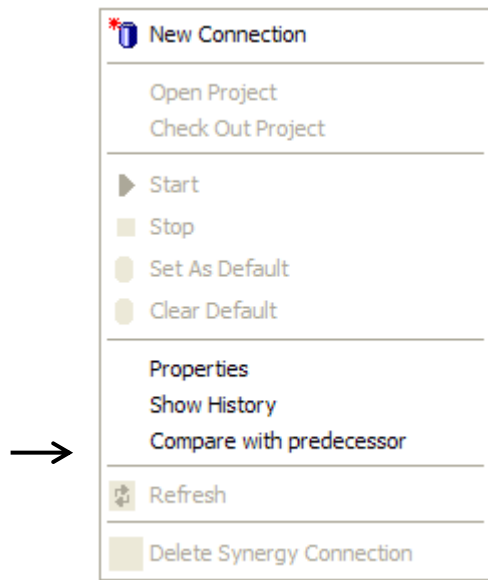 New Connection
Open Project
Check Out Project
Start
Stop
Set As Default
Clear Default
Properties
Show History
Compare with predecessor
Refresh
Delete Synergy Connection